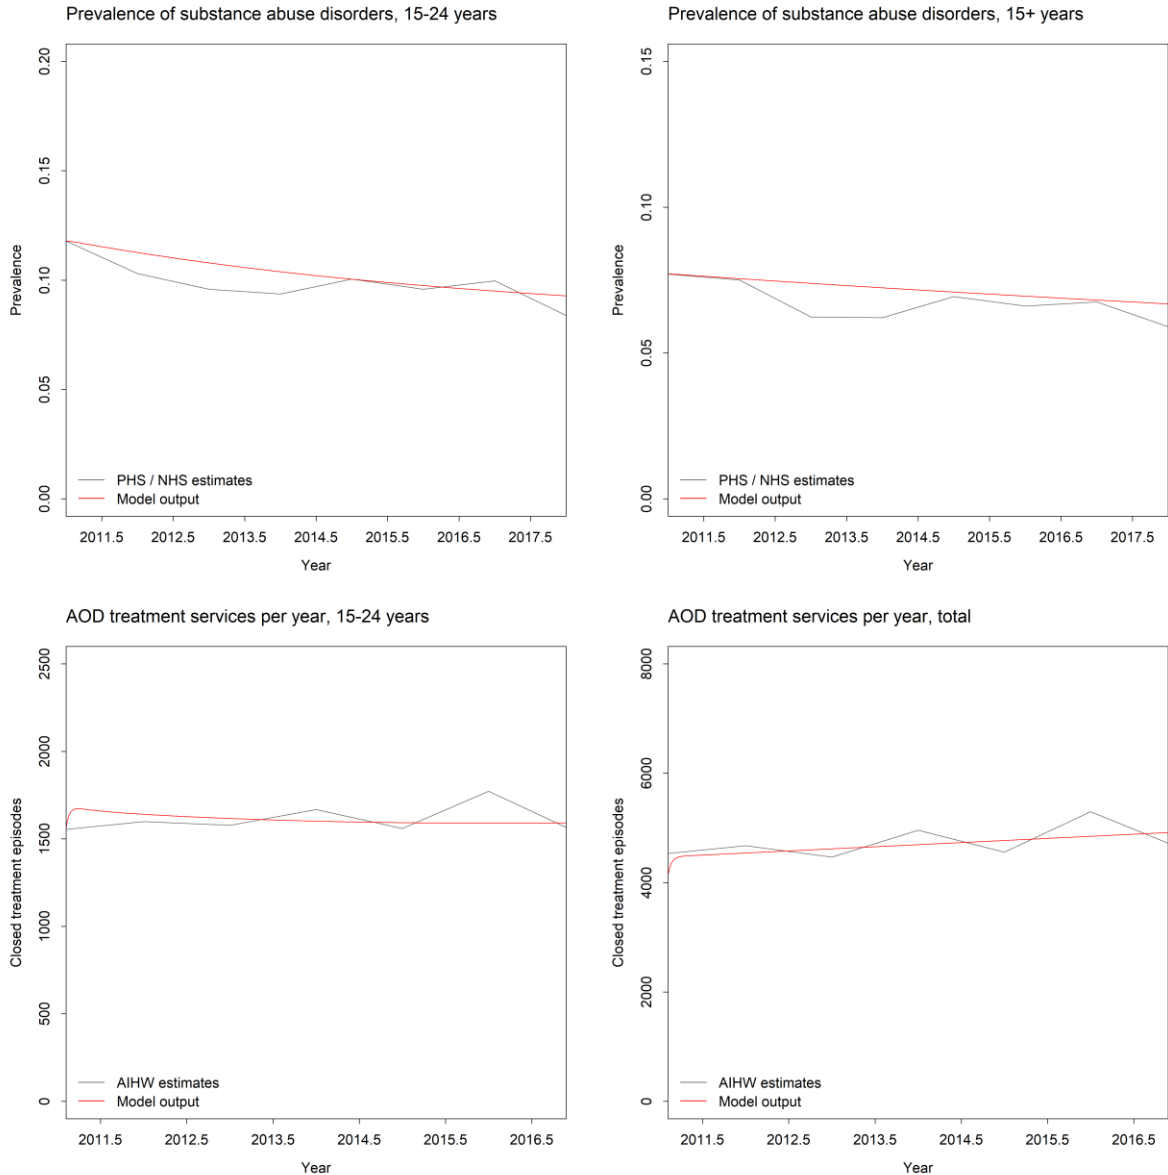 Prevalence of substance abuse disorders, 15-24 years
Prevalence
0.20
0.15
0.10
0.05
0.00
PHS / NHS estimates
Model output
2011.5 2012.5 2013.5 2014.5 2015.5 2016.5 2017.5
Year
Prevalence of substance abuse disorders, 15+ years
Prevalence
0.15
0.10
0.05
0.00
PHS / NHS estimates
Model output
2011.5 2012.5 2013.5 2014.5 2015.5 2016.5 2017.5
Year
AOD treatment services per year, 15-24 years
Closed treatment episodes
2500
2000
1500
1000
500
0
AIHW estimates
Model output
2011.5 2012.5 2013.5 2014.5 2015.5 2016.5
Year
AOD treatment services per year, total
Closed treatment episodes
8000
6000
4000
2000
0
AIHW estimates
Model output
2011.5 2012.5 2013.5 2014.5 2015.5 2016.5
Year